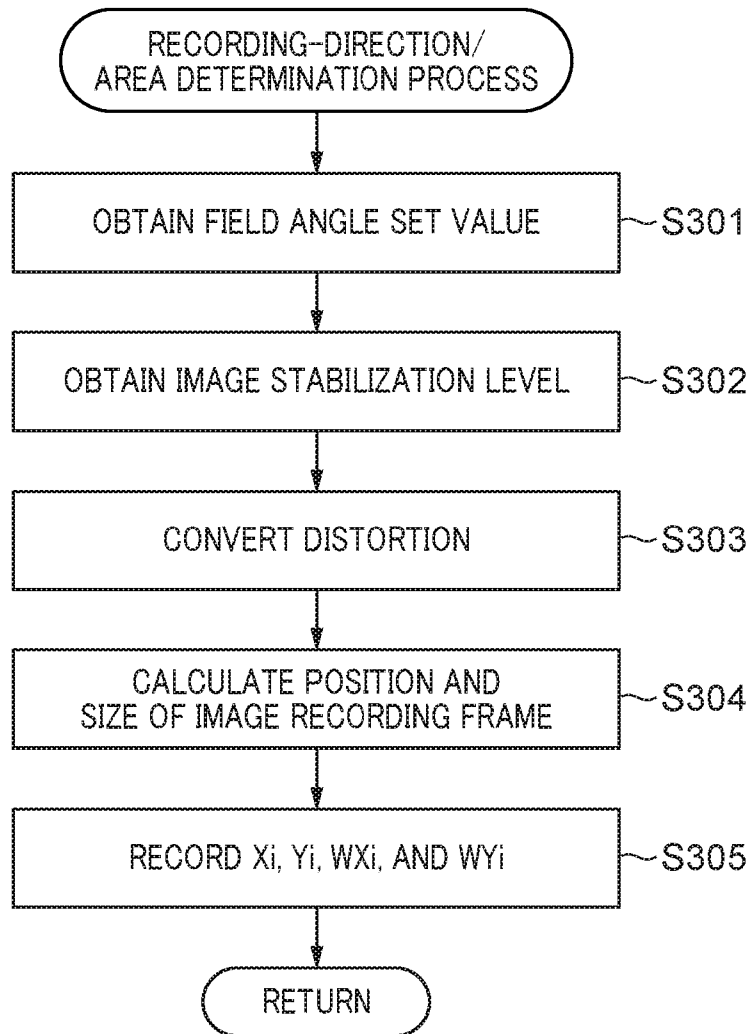 RECORDING-DIRECTION/
AREA DETERMINATION PROCESS
OBTAIN FIELD ANGLE SET VALUE
S301
OBTAIN IMAGE STABILIZATION LEVEL
S302
CONVERT DISTORTION
S303
CALCULATE POSITION AND
SIZE OF IMAGE RECORDING FRAME
S304
RECORD Xi, Yi, WXi, AND WYi
S305
RETURN